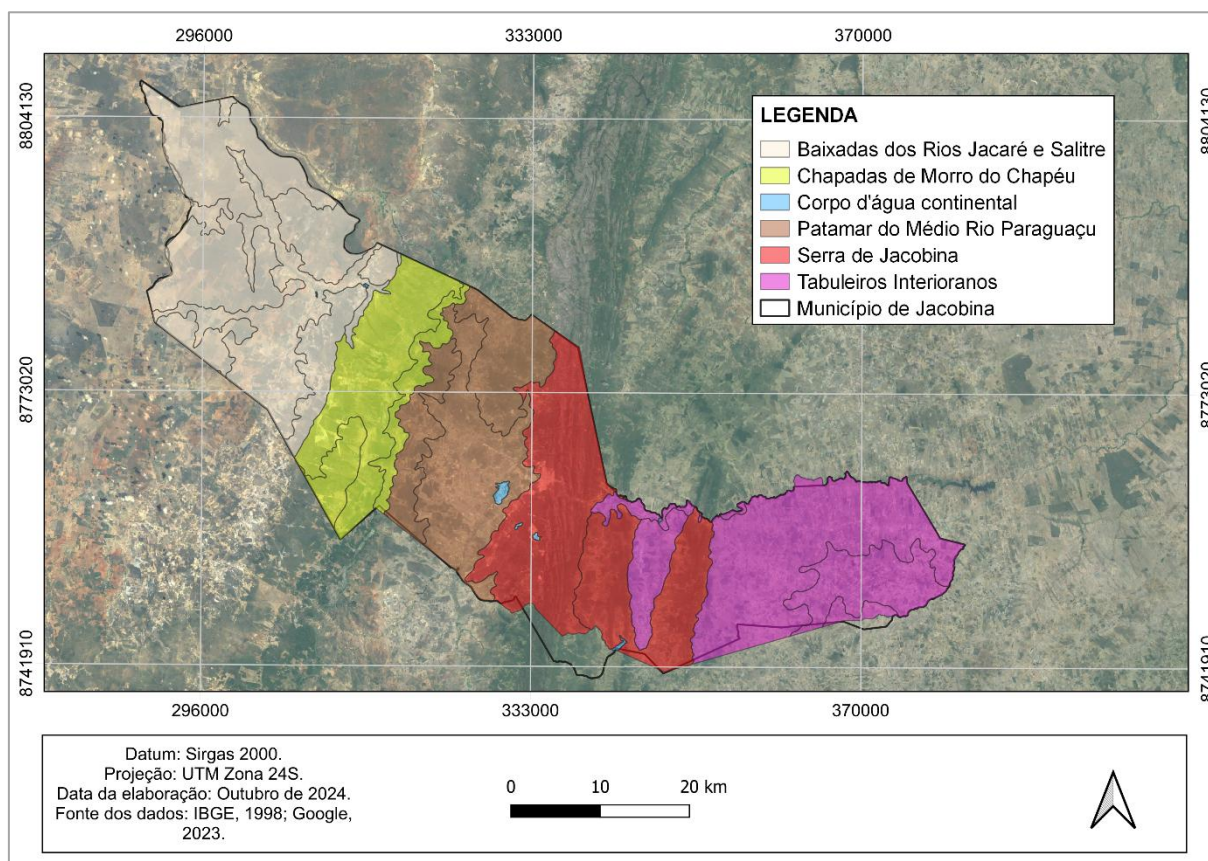 296000
333000
370000
8804130
8804130
LEGENDA
Baixadas dos Rios Jacaré e Salitre
Chapadas de Morro do Chapéu
Corpo d'água continental
Patamar do Médio Rio Paraguaçu
Serra de Jacobina
Tabuleiros Interioranos
Município de Jacobina
8773020
8773020
8741910
8741910
296000
333000
370000
Datum: Sirgas 2000.
Projeção: UTM Zona 24S.
Data da elaboração: Outubro de 2024.
Fonte dos dados: IBGE, 1998; Google,
2023.
0 10 20 km